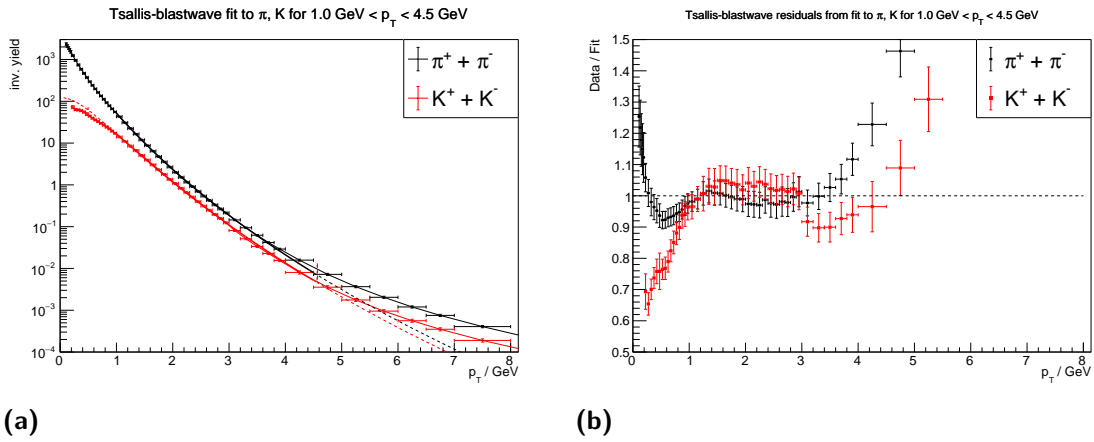 Tsallis-blastwave fit to π, K for 1.0 GeV < p_T < 4.5 GeV
inv. yield
10³
10²
10
1
10⁻¹
10⁻²
10⁻³
10⁻⁴
π⁺ + π⁻
K⁺ + K⁻
0 1 2 3 4 5 6 7 8
p_T / GeV
(a)
Tsallis-blastwave residuals from fit to π, K for 1.0 GeV < p_T < 4.5 GeV
Data / Fit
1.5
1.4
1.3
1.2
1.1
1
0.9
0.8
0.7
0.6
0.5
π⁺ + π⁻
K⁺ + K⁻
0 1 2 3 4 5 6 7 8
p_T / GeV
(b)